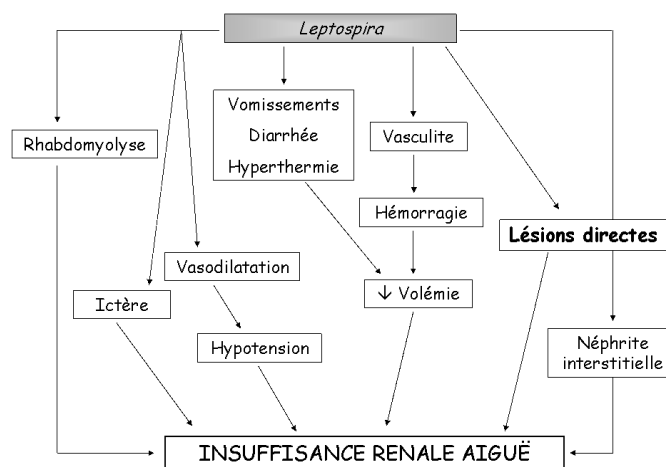 Leptospira
Vomissements
Diarrhée
Hyperthermie
Vasculite
Rhabdomyolyse
Hémorragie
Lésions directes
Vasodilatation
Ictère
↓ Volémie
Hypotension
Néphrite
interstitielle
INSUFFISANCE RENALE AIGUË